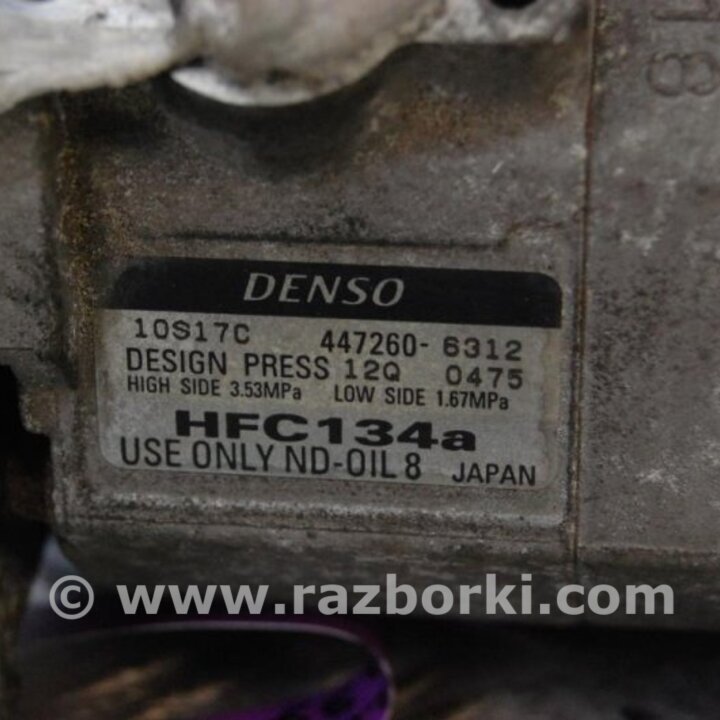 81
DENSO
10S17C 447260-6312
DESIGN PRESS 12Q 0475
HIGH SIDE 3.53MPa LOW SIDE 1.67MPa
HFC134a
USE ONLY ND-OIL 8 JAPAN
© www.razborki.com